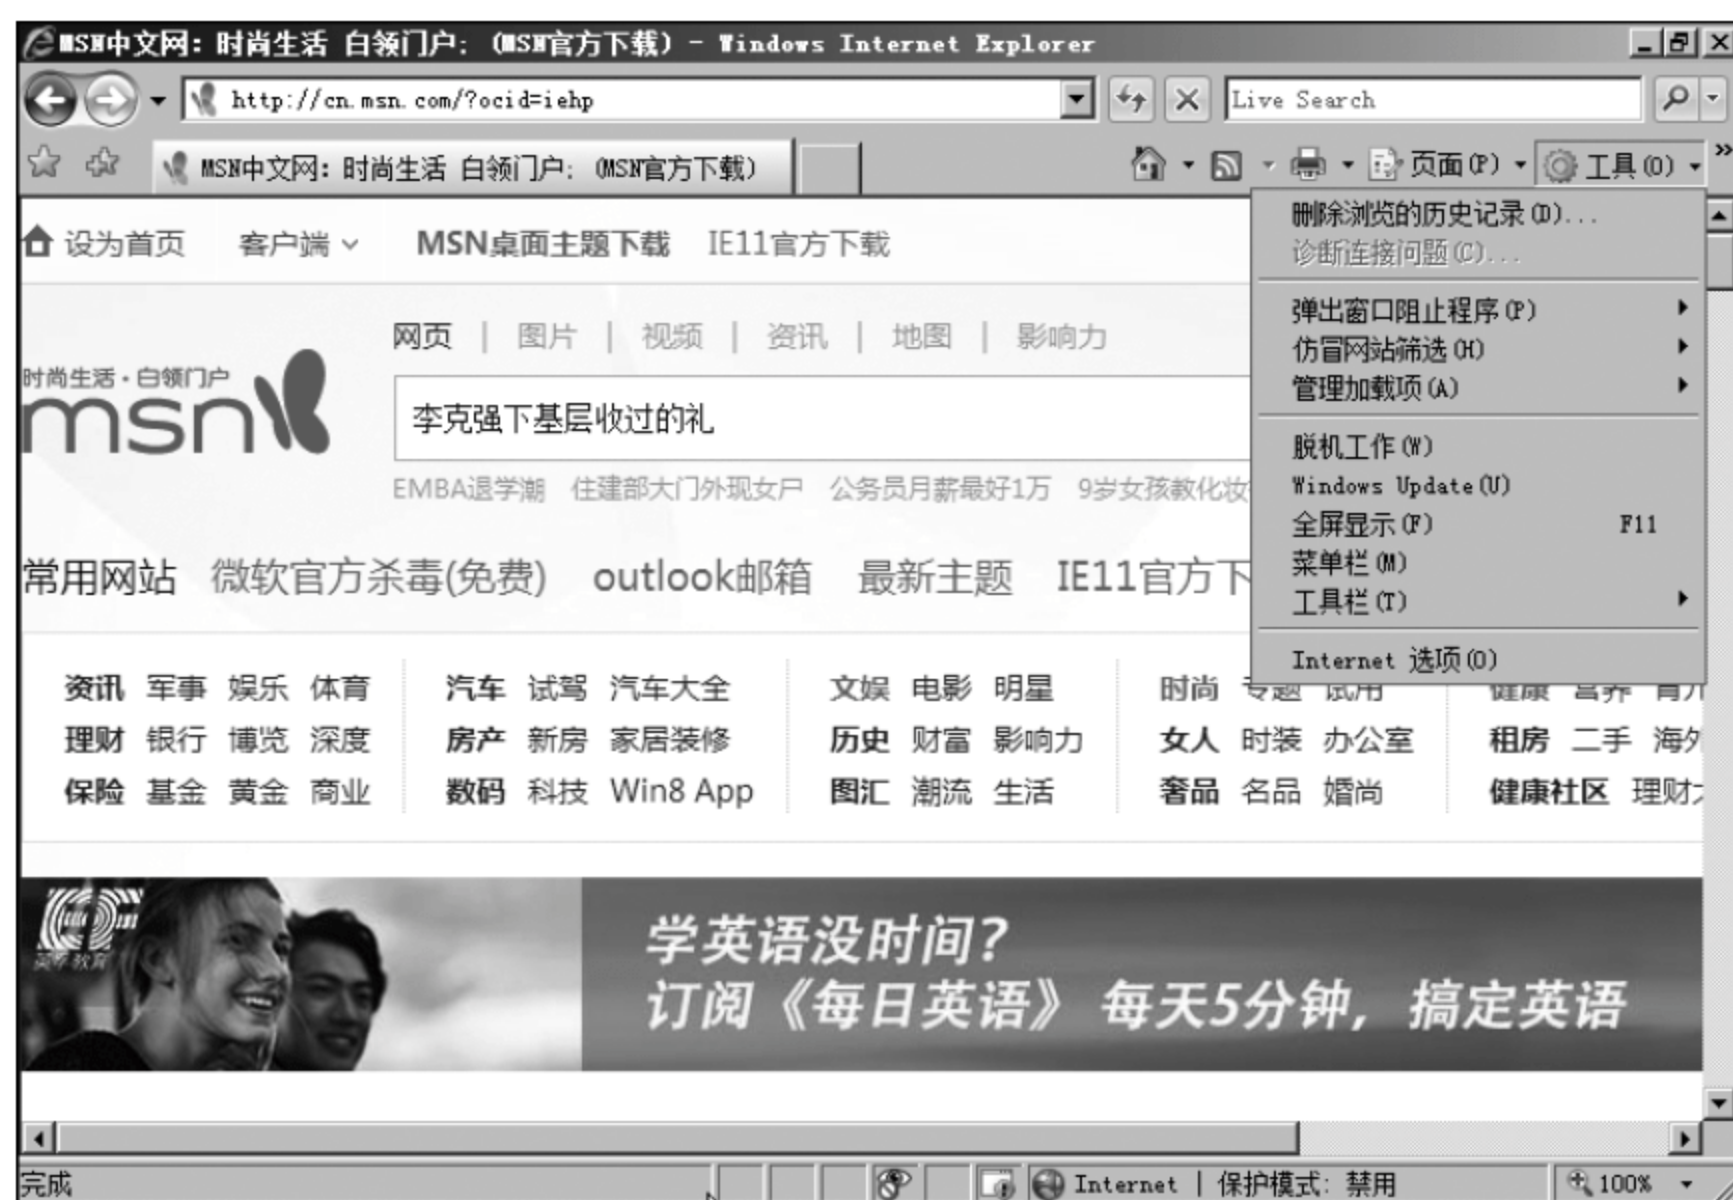 MSN中文网：时尚生活 白领门户：（MSN官方下载） - Windows Internet Explorer
http://cn.msn.com/?ocid=iehp
Live Search
MSN中文网：时尚生活 白领门户：（MSN官方下载）
页面(P) 工具(O) »
设为首页 客户端 MSN桌面主题下载 IE11官方下载
网页 | 图片 | 视频 | 资讯 | 地图 | 影响力
时尚生活·白领门户
msn
李克强下基层收过的礼
EMBA退学潮 住建部大门外现女尸 公务员月薪最好1万 9岁女孩教化妆
常用网站 微软官方杀毒(免费) outlook邮箱 最新主题 IE11官方下
删除浏览的历史记录(D)...
诊断连接问题(C)...
弹出窗口阻止程序(P)
仿冒网站筛选(H)
管理加载项(A)
脱机工作(W)
Windows Update(U)
全屏显示(F) F11
菜单栏(M)
工具栏(T)
Internet 选项(O)
资讯 军事 娱乐 体育 汽车 试驾 汽车大全 文娱 电影 明星 时尚 专题 试用 健康 营养
理财 银行 博览 深度 房产 新房 家居装修 历史 财富 影响力 女人 时装 办公室 租房 二手 海外
保险 基金 黄金 商业 数码 科技 Win8 App 图汇 潮流 生活 奢品 名品 婚尚 健康社区 理财
EF
英孚教育
学英语没时间？
订阅《每日英语》 每天5分钟，搞定英语
完成 Internet | 保护模式：禁用 100%